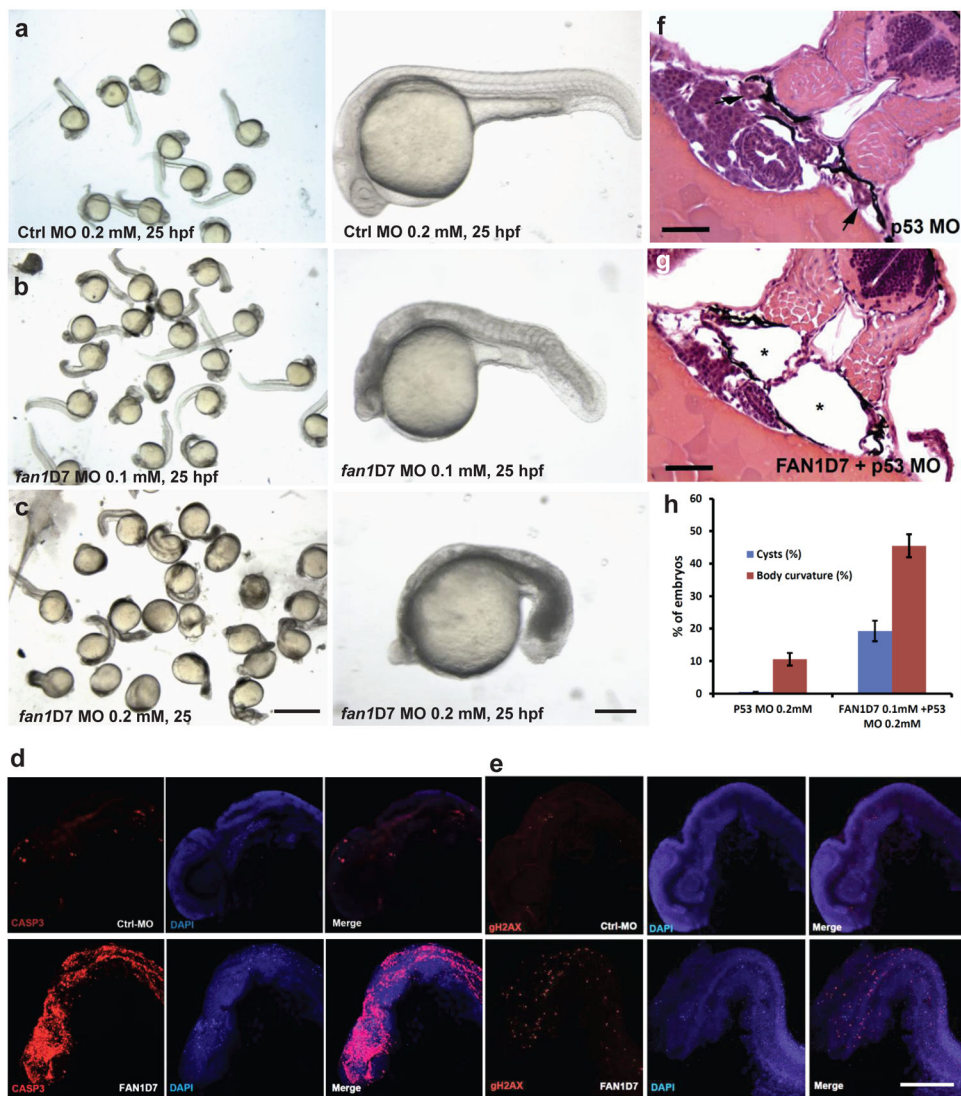 a
Ctrl MO 0.2 mM, 25 hpf
Ctrl MO 0.2 mM, 25 hpf
b
fan1D7 MO 0.1 mM, 25 hpf
fan1D7 MO 0.1 mM, 25 hpf
c
fan1D7 MO 0.2 mM, 25
fan1D7 MO 0.2 mM, 25 hpf
f
p53 MO
g
*
*
FAN1D7 + p53 MO
h
60
50
40
30
20
10
0
% of embryos
Cysts (%)
Body curvature (%)
P53 MO 0.2mM
FAN1D7 0.1mM +P53
MO 0.2mM
d
CASP3
Ctrl-MO
DAPI
Merge
CASP3
FAN1D7
DAPI
Merge
e
gH2AX
Ctrl-MO
DAPI
Merge
gH2AX
FAN1D7
DAPI
Merge